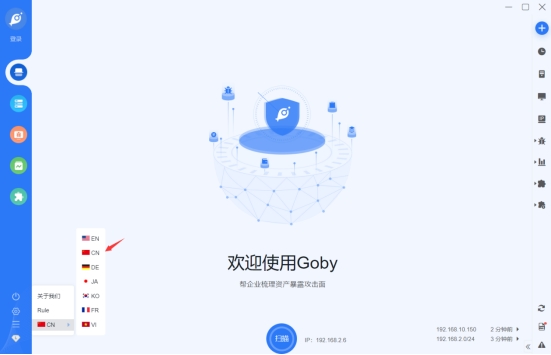 登录
EN
CN
DE
JA
KO
FR
VI
关于我们
Rule
CN
欢迎使用Goby
帮企业梳理资产暴露攻击面
扫描
IP: 192.168.2.6
192.168.10.150 2 分钟前
192.168.2.0/24 3 分钟前